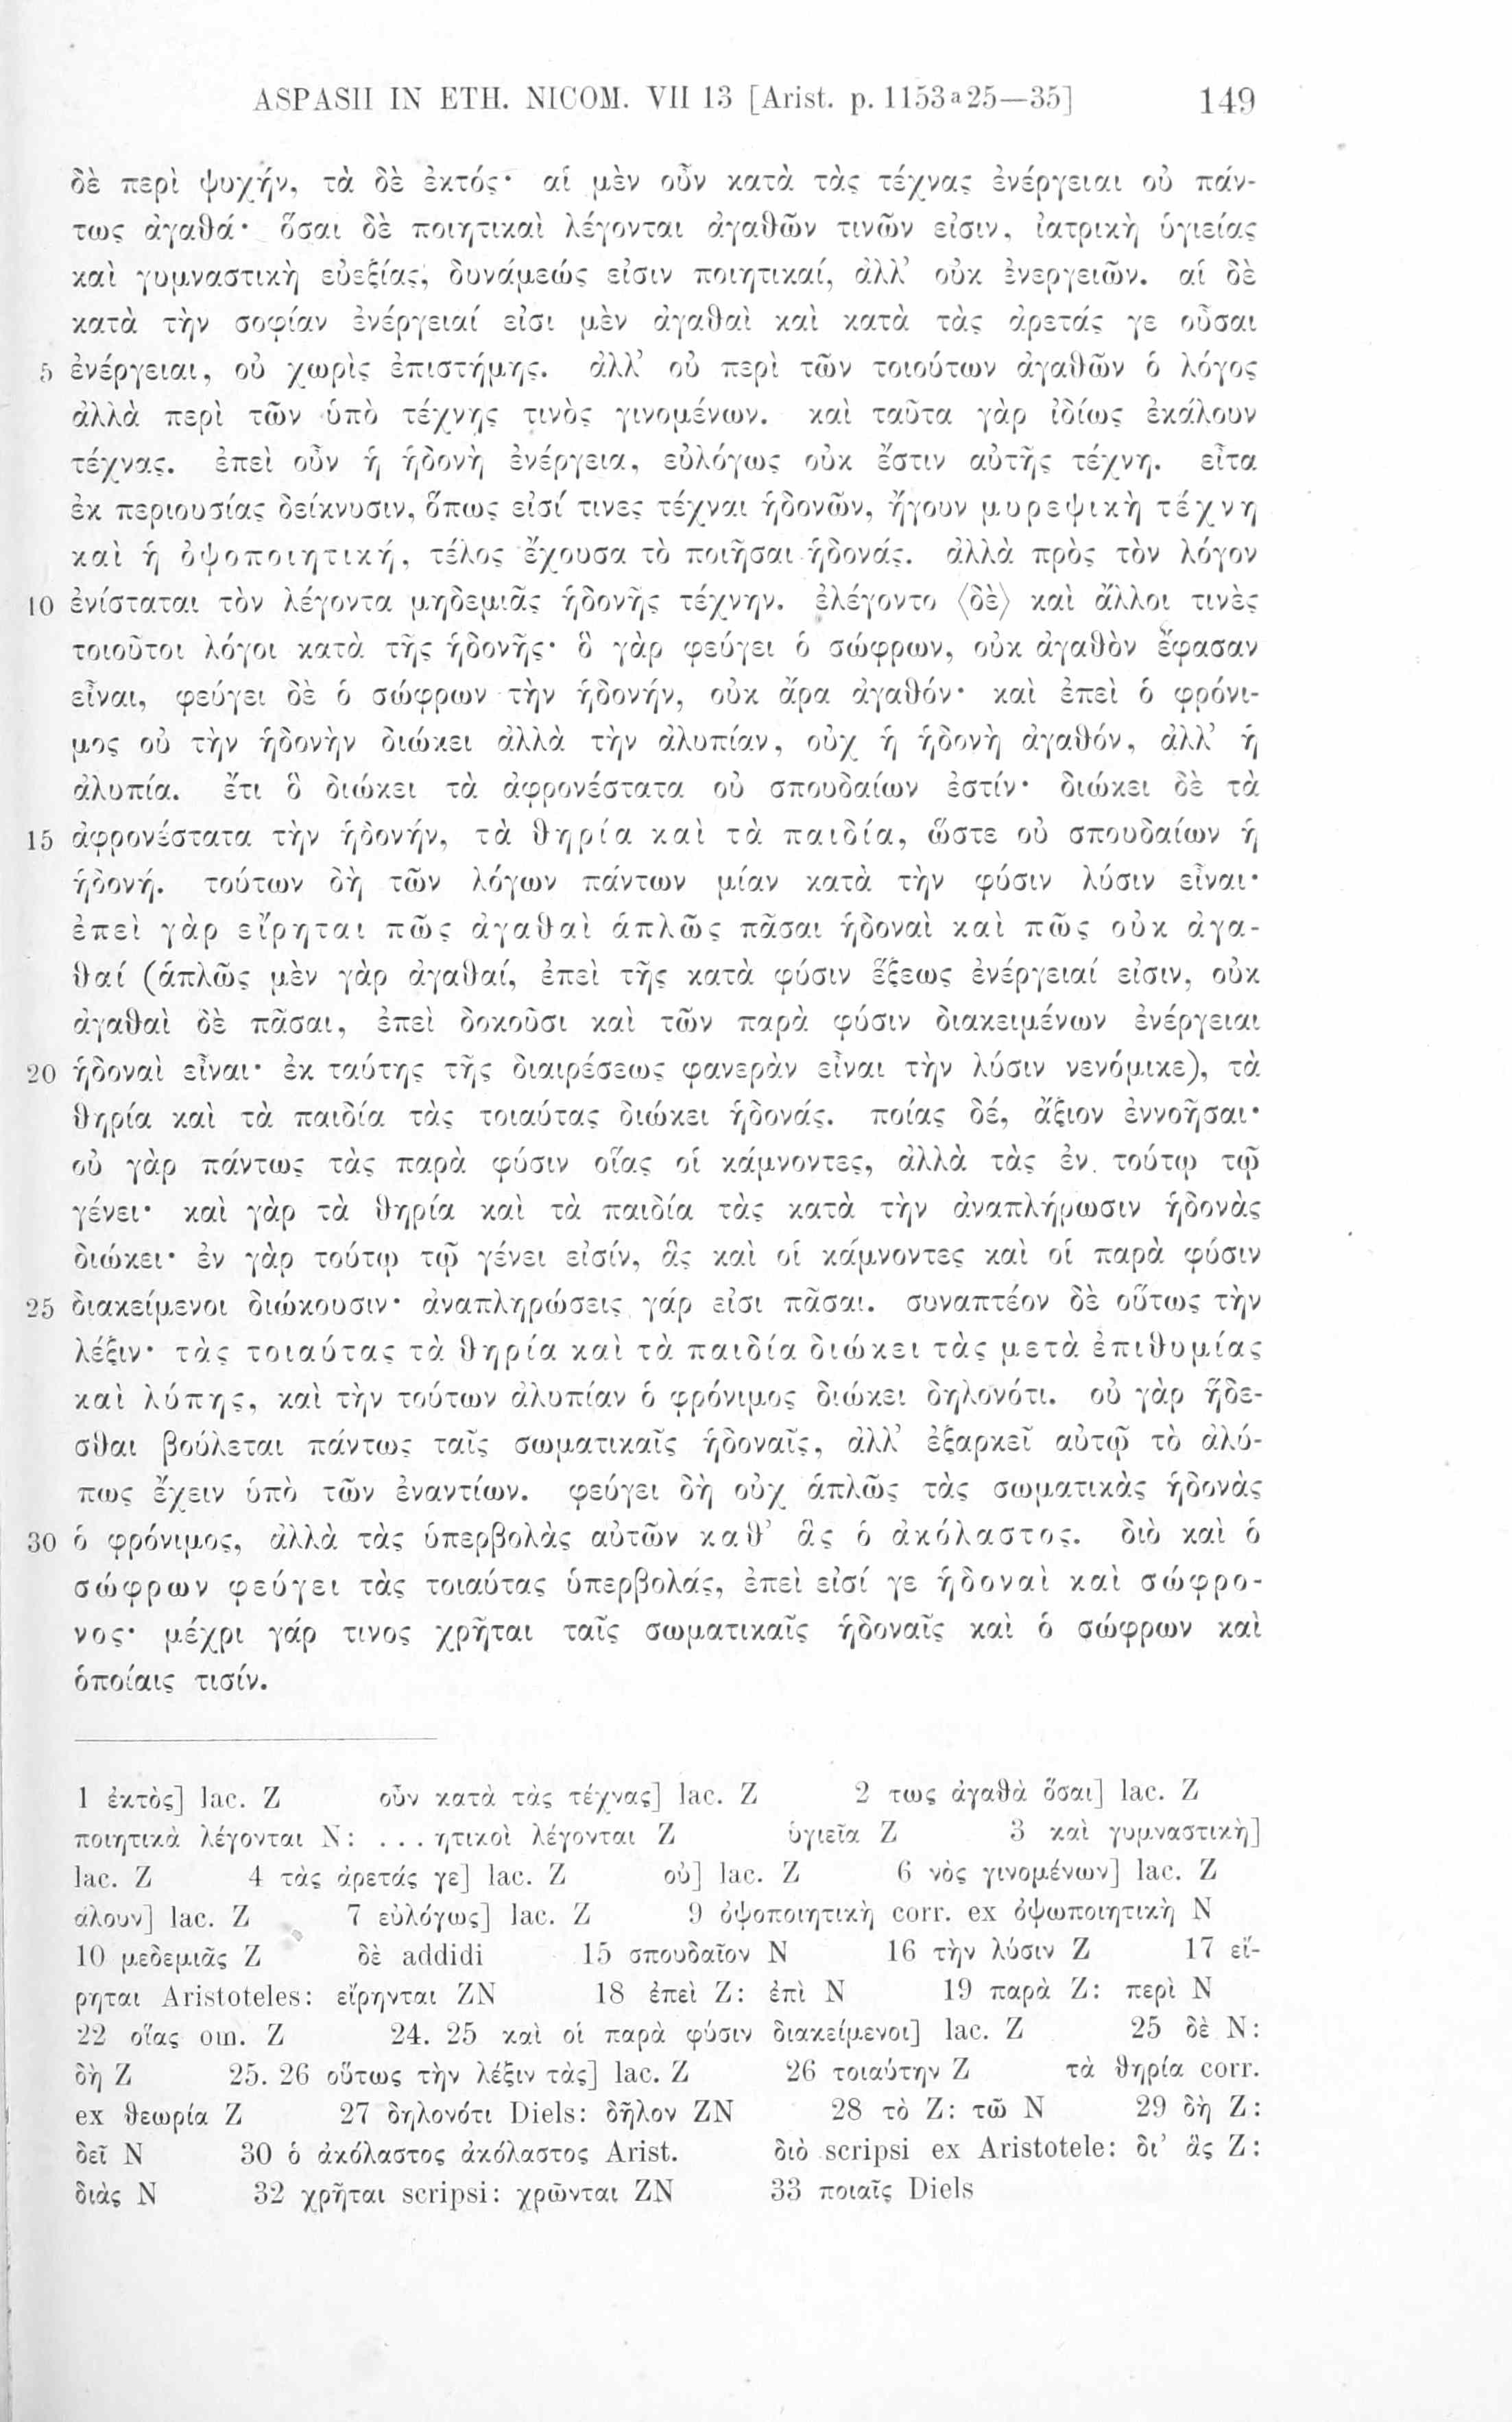 ASPASII IN ETH. NICOM. VII 13 [Arist. p. 1153ᵃ25—35] 149
δὲ περὶ ψυχήν, τὰ δὲ ἐκτός· αἱ μὲν οὖν κατὰ τὰς τέχνας ἐνέργειαι οὐ πάν-
τως ἀγαθά· ὅσαι δὲ ποιητικαὶ λέγονται ἀγαθῶν τινῶν εἰσιν, ἰατρικὴ ὑγιείας
καὶ γυμναστικὴ εὐεξίας, δυνάμεώς εἰσιν ποιητικαί, ἀλλ’ οὐκ ἐνεργειῶν. αἱ δὲ
κατὰ τὴν σοφίαν ἐνέργειαί εἰσι μὲν ἀγαθαὶ καὶ κατὰ τὰς ἀρετάς γε οὖσαι
5 ἐνέργειαι, οὐ χωρὶς ἐπιστήμης. ἀλλ’ οὐ περὶ τῶν τοιούτων ἀγαθῶν ὁ λόγος
ἀλλὰ περὶ τῶν ὑπὸ τέχνης τινὸς γινομένων. καὶ ταῦτα γὰρ ἰδίως ἐκάλουν
τέχνας. ἐπεὶ οὖν ἡ ἡδονὴ ἐνέργεια, εὐλόγως οὐκ ἔστιν αὐτῆς τέχνη. εἶτα
ἐκ περιουσίας δείκνυσιν, ὅπως εἰσί τινες τέχναι ἡδονῶν, ἤγουν μυρεψικὴ τέχνη
καὶ ἡ ὀψοποιητική, τέλος ἔχουσα τὸ ποιῆσαι ἡδονάς. ἀλλὰ πρὸς τὸν λόγον
10 ἐνίσταται τὸν λέγοντα μηδεμιᾶς ἡδονῆς τέχνην. ἐλέγοντο ⟨δὲ⟩ καὶ ἄλλοι τινὲς
τοιοῦτοι λόγοι κατὰ τῆς ἡδονῆς· ὃ γὰρ φεύγει ὁ σώφρων, οὐκ ἀγαθὸν ἔφασαν
εἶναι, φεύγει δὲ ὁ σώφρων τὴν ἡδονήν, οὐκ ἄρα ἀγαθόν· καὶ ἐπεὶ ὁ φρόνι-
μος οὐ τὴν ἡδονὴν διώκει ἀλλὰ τὴν ἀλυπίαν, οὐχ ἡ ἡδονὴ ἀγαθόν, ἀλλ’ ἡ
ἀλυπία. ἔτι ὃ διώκει τὰ ἀφρονέστατα οὐ σπουδαίων ἐστίν· διώκει δὲ τὰ
15 ἀφρονέστατα τὴν ἡδονήν, τὰ θηρία καὶ τὰ παιδία, ὥστε οὐ σπουδαίων ἡ
ἡδονή. τούτων δὴ τῶν λόγων πάντων μίαν κατὰ τὴν φύσιν λύσιν εἶναι·
ἐπεὶ γὰρ εἴρηται πῶς ἀγαθαὶ ἁπλῶς πᾶσαι ἡδοναὶ καὶ πῶς οὐκ ἀγα-
θαί (ἁπλῶς μὲν γὰρ ἀγαθαί, ἐπεὶ τῆς κατὰ φύσιν ἕξεως ἐνέργειαί εἰσιν, οὐκ
ἀγαθαὶ δὲ πᾶσαι, ἐπεὶ δοκοῦσι καὶ τῶν παρὰ φύσιν διακειμένων ἐνέργειαι
20 ἡδοναὶ εἶναι· ἐκ ταύτης τῆς διαιρέσεως φανερὰν εἶναι τὴν λύσιν νενόμικε), τὰ
θηρία καὶ τὰ παιδία τὰς τοιαύτας διώκει ἡδονάς. ποίας δέ, ἄξιον ἐννοῆσαι·
οὐ γὰρ πάντως τὰς παρὰ φύσιν οἵας οἱ κάμνοντες, ἀλλὰ τὰς ἐν τούτῳ τῷ
γένει· καὶ γὰρ τὰ θηρία καὶ τὰ παιδία τὰς κατὰ τὴν ἀναπλήρωσιν ἡδονὰς
διώκει· ἐν γὰρ τούτῳ τῷ γένει εἰσίν, ἃς καὶ οἱ κάμνοντες καὶ οἱ παρὰ φύσιν
25 διακείμενοι διώκουσιν· ἀναπληρώσεις γάρ εἰσι πᾶσαι. συναπτέον δὲ οὕτως τὴν
λέξιν· τὰς τοιαύτας τὰ θηρία καὶ τὰ παιδία διώκει τὰς μετὰ ἐπιθυμίας
καὶ λύπης, καὶ τὴν τούτων ἀλυπίαν ὁ φρόνιμος διώκει δηλονότι. οὐ γὰρ ἥδε-
σθαι βούλεται πάντως ταῖς σωματικαῖς ἡδοναῖς, ἀλλ’ ἐξαρκεῖ αὐτῷ τὸ ἀλύ-
πως ἔχειν ὑπὸ τῶν ἐναντίων. φεύγει δὴ οὐχ ἁπλῶς τὰς σωματικὰς ἡδονὰς
30 ὁ φρόνιμος, ἀλλὰ τὰς ὑπερβολὰς αὐτῶν καθ’ ἃς ὁ ἀκόλαστος. διὸ καὶ ὁ
σώφρων φεύγει τὰς τοιαύτας ὑπερβολάς, ἐπεὶ εἰσί γε ἡδοναὶ καὶ σώφρο-
νος· μέχρι γάρ τινος χρῆται ταῖς σωματικαῖς ἡδοναῖς καὶ ὁ σώφρων καὶ
ὁποίαις τισίν.
1 ἐκτὸς] lac. Z οὖν κατὰ τὰς τέχνας] lac. Z 2 τως ἀγαθὰ ὅσαι] lac. Z
ποιητικὰ λέγονται N: ...ητικοὶ λέγονται Z ὑγιεῖα Z 3 καὶ γυμναστικὴ]
lac. Z 4 τὰς ἀρετάς γε] lac. Z οὐ] lac. Z 6 νὸς γινομένων] lac. Z
άλουν] lac. Z 7 εὐλόγως] lac. Z 9 ὀψοποιητικὴ corr. ex ὀψωποιητικὴ N
10 μεδεμιᾶς Z δὲ addidi 15 σπουδαῖον N 16 τὴν λύσιν Z 17 εἴ-
ρηται Aristoteles: εἴρηνται ZN 18 ἐπεὶ Z: ἐπὶ N 19 παρὰ Z: περὶ N
22 οἵας om. Z 24. 25 καὶ οἱ παρὰ φύσιν διακείμενοι] lac. Z 25 δὲ N:
δὴ Z 25. 26 οὕτως τὴν λέξιν τὰς] lac. Z 26 τοιαύτην Z τὰ θηρία corr.
ex θεωρία Z 27 δηλονότι Diels: δῆλον ZN 28 τὸ Z: τῶ N 29 δὴ Z:
δεῖ N 30 ὁ ἀκόλαστος ἀκόλαστος Arist. διὸ scripsi ex Aristotele: δι’ ἃς Z:
διὰς N 32 χρῆται scripsi: χρῶνται ZN 33 ποιαῖς Diels